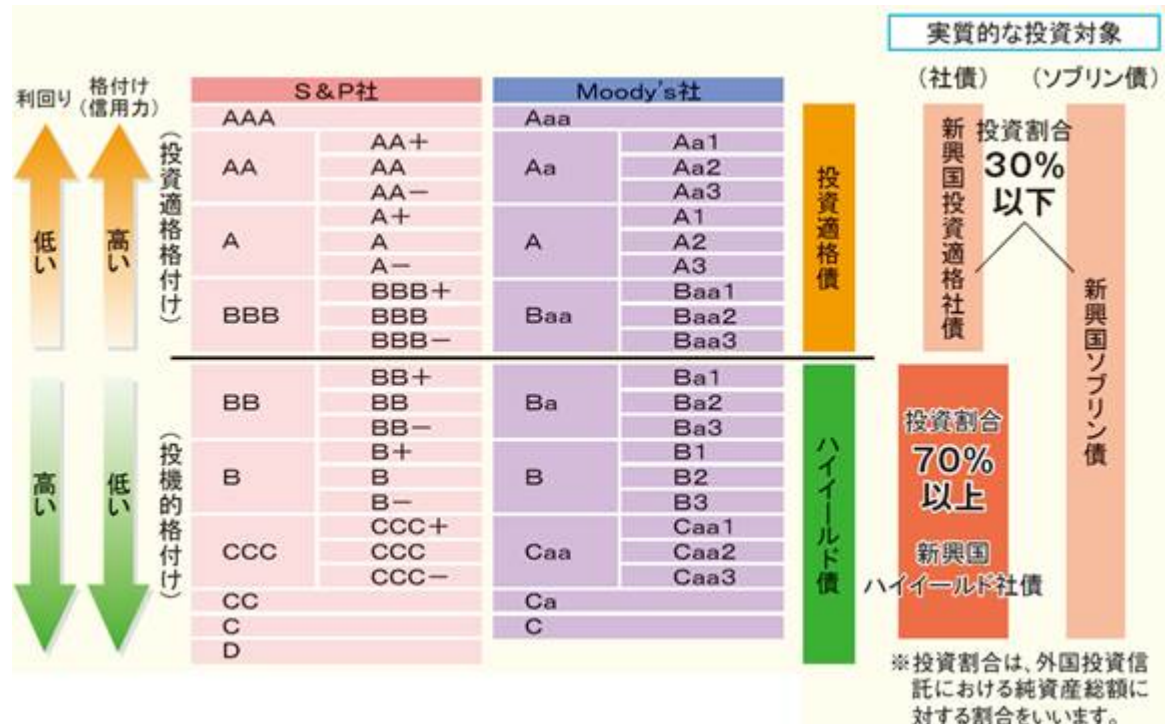 実質的な投資対象
利回り
格付け
(信用力)
S&P社
Moody's社
(社債)
(ソブリン債)
低い
高い
(投資適格格付け)
AAA
Aaa
AA
AA+
AA
AA−
Aa
Aa1
Aa2
Aa3
A
A+
A
A−
A
A1
A2
A3
BBB
BBB+
BBB
BBB−
Baa
Baa1
Baa2
Baa3
投資適格債
新興国投資適格社債
投資割合
30%
以下
新興国ソブリン債
高い
低い
(投機的格付け)
BB
BB+
BB
BB−
Ba
Ba1
Ba2
Ba3
B
B+
B
B−
B
B1
B2
B3
CCC
CCC+
CCC
CCC−
Caa
Caa1
Caa2
Caa3
CC
Ca
C
C
D
ハイイールド債
投資割合
70%
以上
新興国
ハイイールド社債
※投資割合は、外国投資信
託における純資産総額に
対する割合をいいます。